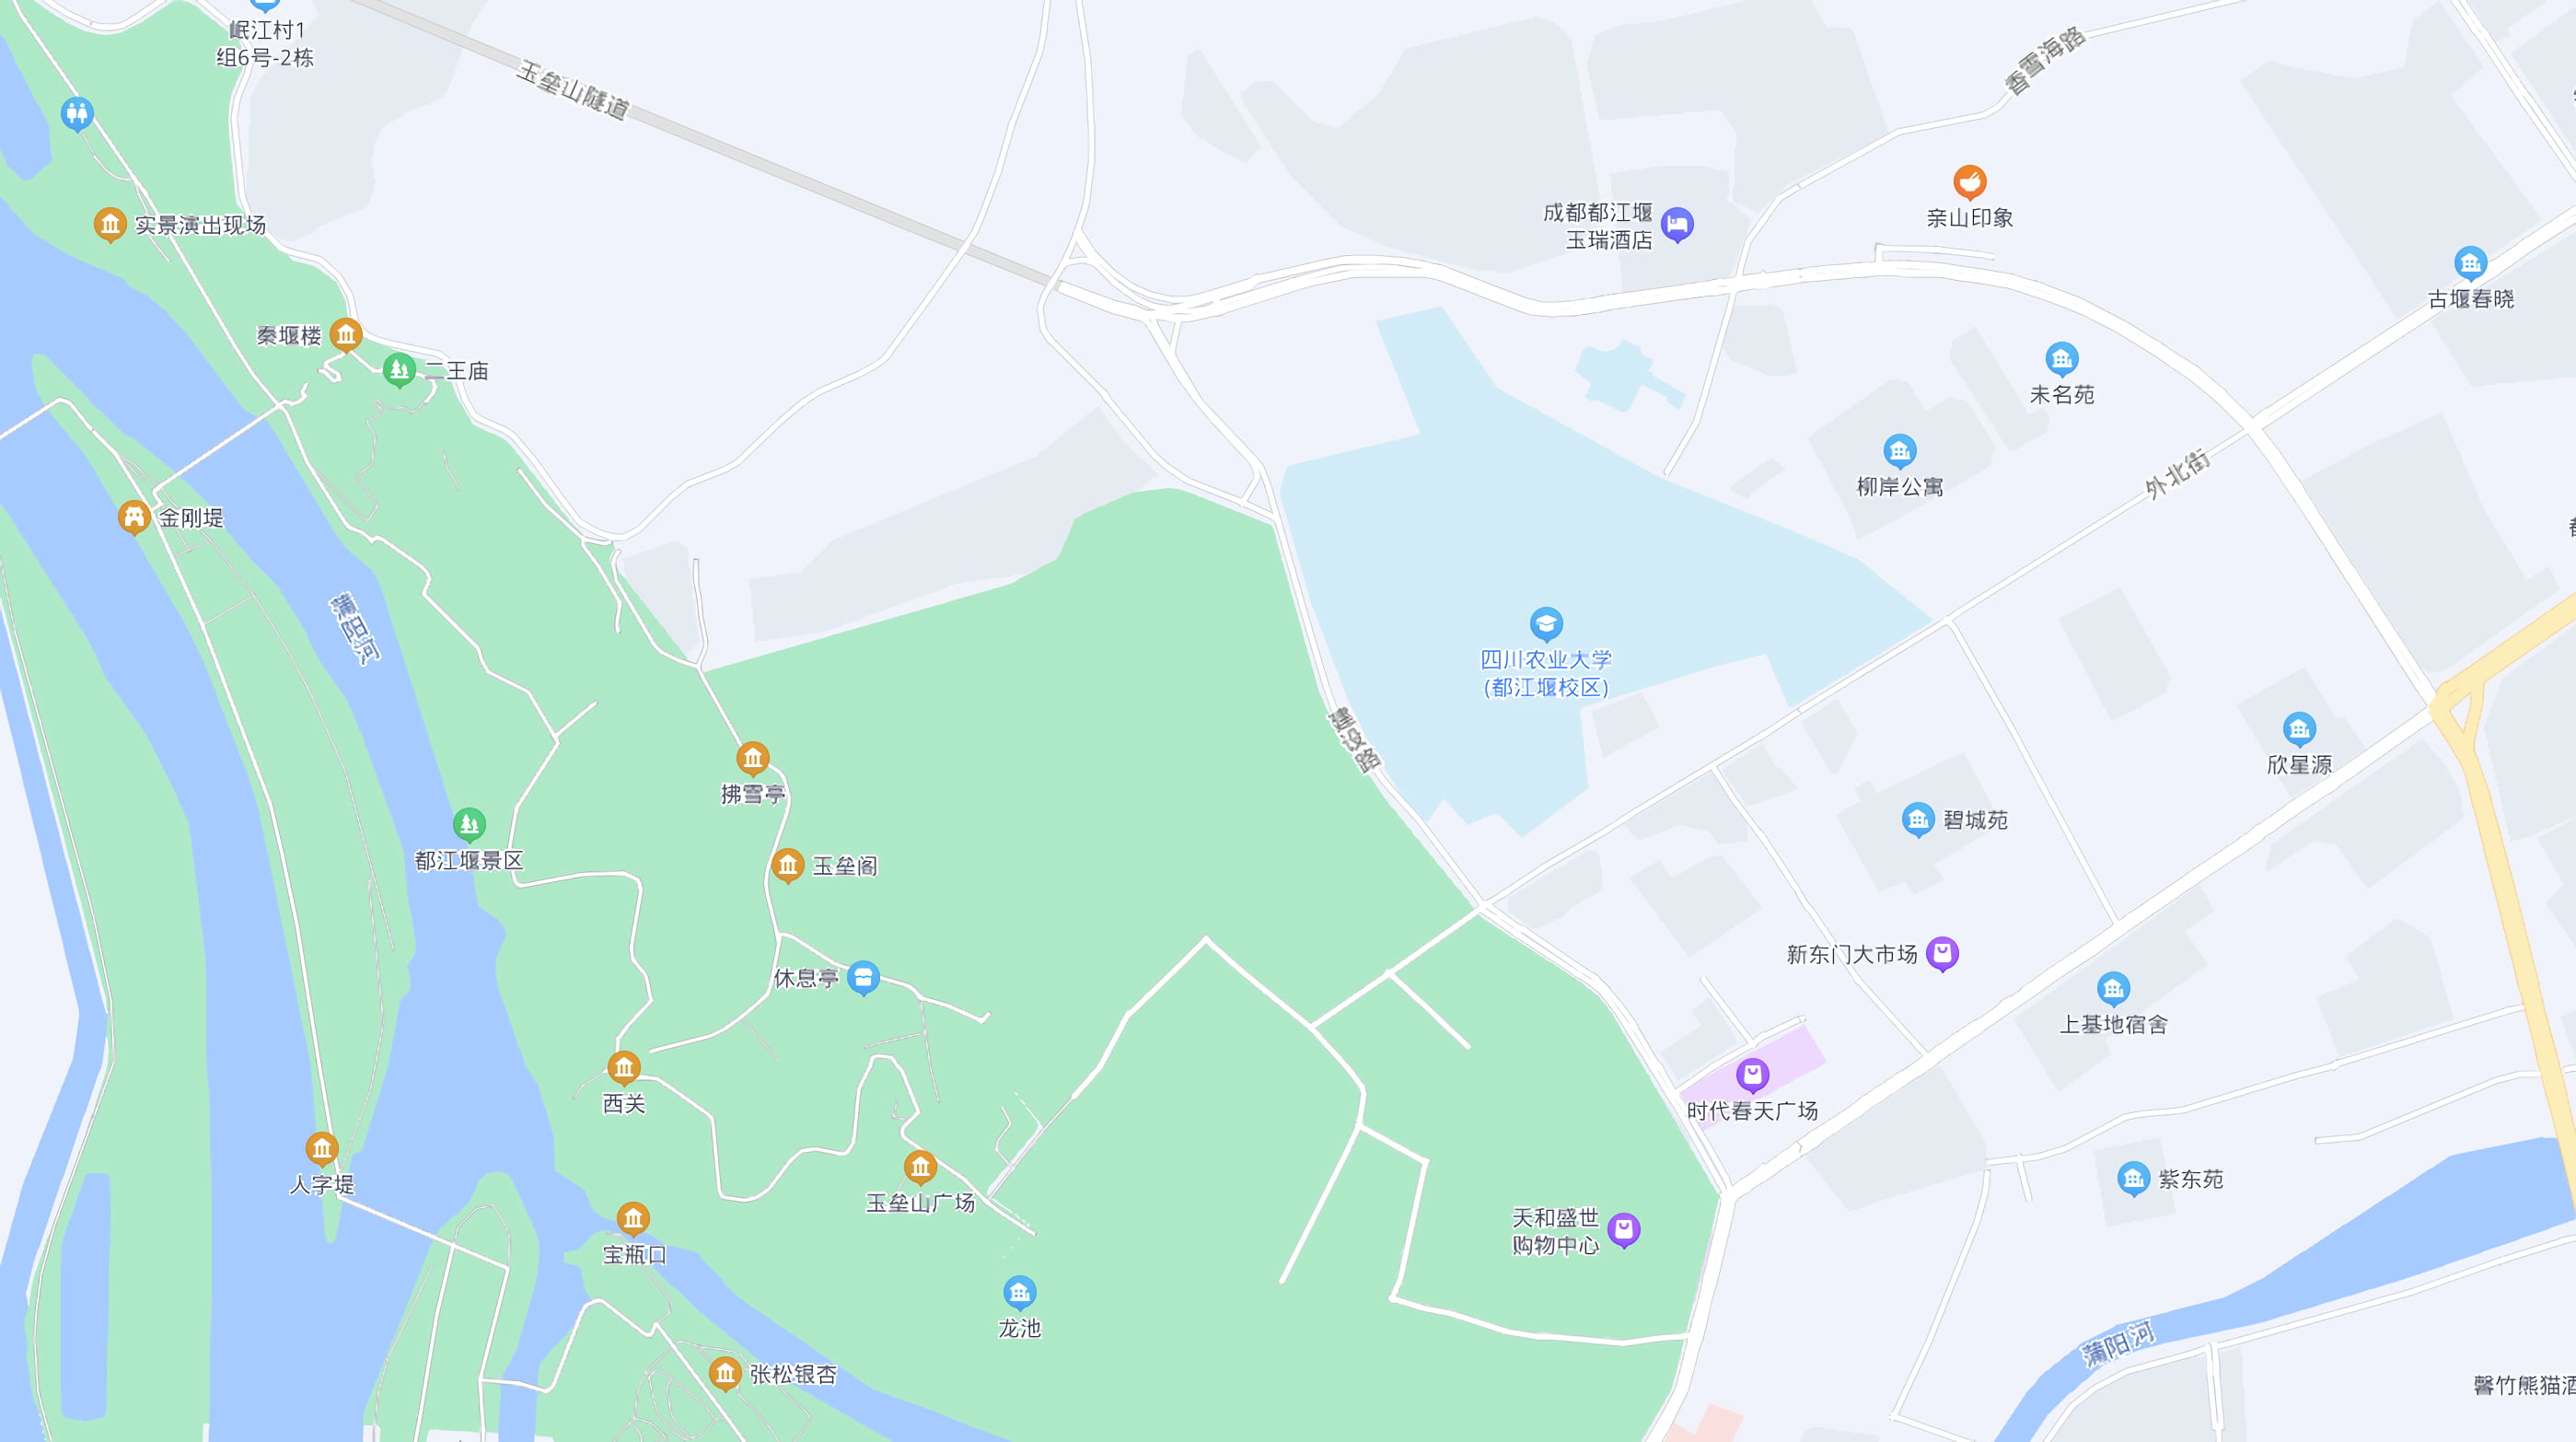 岷江村1
组6号-2栋
玉垒山隧道
香雪海路
实景演出现场
成都都江堰
玉瑞酒店
亲山印象
古堰春晓
秦堰楼
二王庙
未名苑
柳岸公寓
外北街
金刚堤
蒲阳河
四川农业大学
(都江堰校区)
建设路
拂雪亭
欣星源
碧城苑
都江堰景区
玉垒阁
新东门大市场
休息亭
上基地宿舍
西关
时代春天广场
人字堤
紫东苑
玉垒山广场
天和盛世
购物中心
宝瓶口
龙池
蒲阳河
张松银杏
馨竹熊猫酒